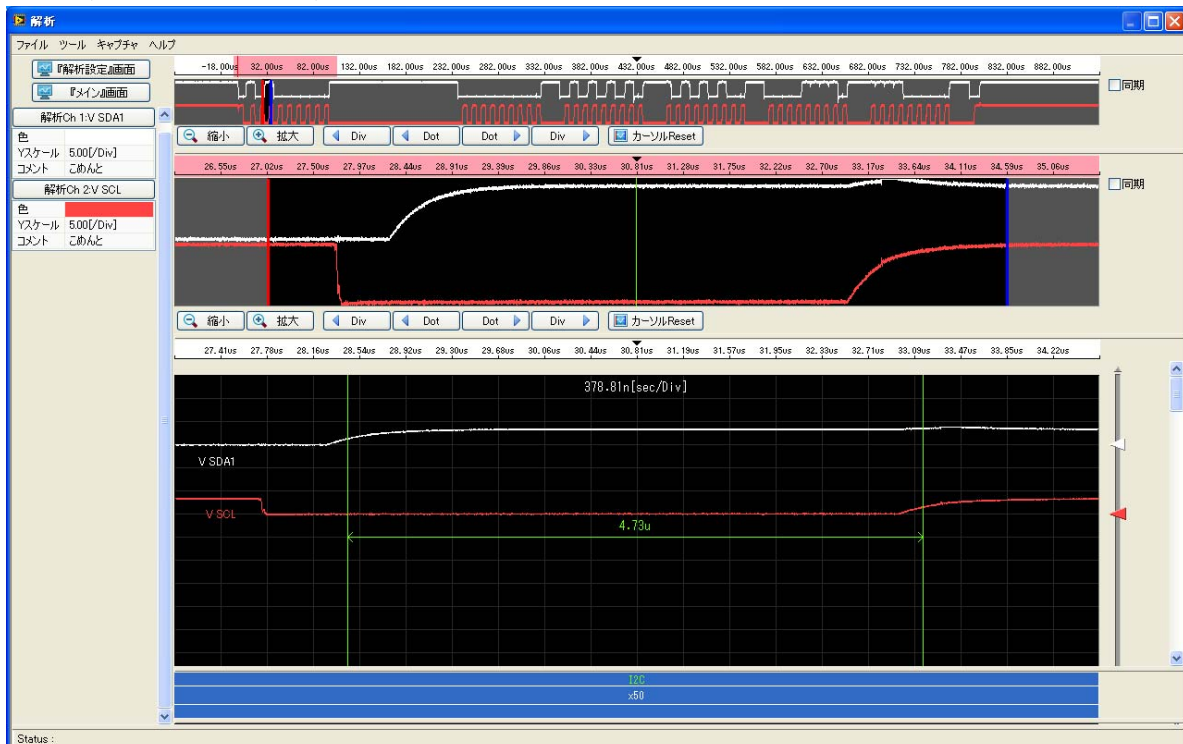 解析
ファイル ツール キャプチャ ヘルプ
『解析設定』画面
『メイン』画面
解析Ch 1:V SDA1
色
Yスケール 5.00[/Div]
コメント こめんと
解析Ch 2:V SCL
色
Yスケール 5.00[/Div]
コメント こめんと
-18.00us 32.00us 82.00us 132.00us 182.00us 232.00us 282.00us 332.00us 382.00us 432.00us 482.00us 532.00us 582.00us 632.00us 682.00us 732.00us 782.00us 832.00us 882.00us
同期
縮小 拡大 Div Dot Dot Div カーソルReset
26.55us 27.02us 27.50us 27.97us 28.44us 28.91us 29.39us 29.86us 30.33us 30.81us 31.28us 31.75us 32.22us 32.70us 33.17us 33.64us 34.11us 34.59us 35.06us
同期
縮小 拡大 Div Dot Dot Div カーソルReset
27.41us 27.78us 28.16us 28.54us 28.92us 29.30us 29.68us 30.06us 30.44us 30.81us 31.19us 31.57us 31.95us 32.33us 32.71us 33.09us 33.47us 33.85us 34.22us
378.81n[sec/Div]
V SDA1
V SCL
4.73u
I2C
x50
Status :